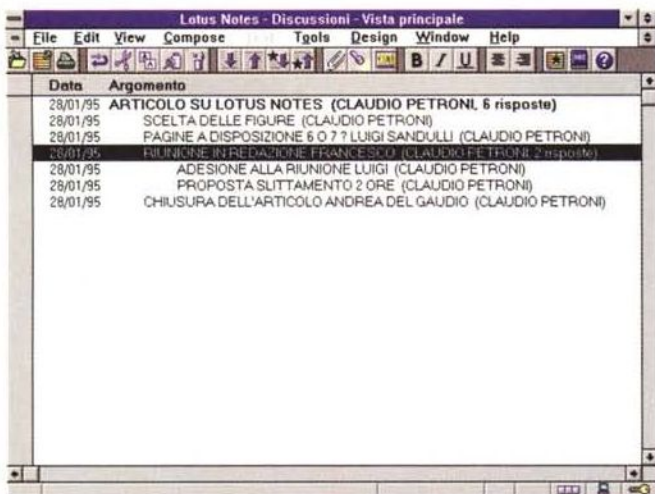 Lotus Notes - Discussioni - Vista principale
File Edit View Compose Tools Design Window Help
B I U
Data Argomento
28/01/95 ARTICOLO SU LOTUS NOTES (CLAUDIO PETRONI, 6 risposte)
28/01/95 SCELTA DELLE FIGURE (CLAUDIO PETRONI)
28/01/95 PAGINE A DISPOSIZIONE 6 O 7 ? LUIGI SANDULLI (CLAUDIO PETRONI)
28/01/95 RIUNIONE IN REDAZIONE FRANCESCO (CLAUDIO PETRONI, 2 risposte)
28/01/95 ADESIONE ALLA RIUNIONE LUIGI (CLAUDIO PETRONI)
28/01/95 PROPOSTA SLITTAMENTO 2 ORE (CLAUDIO PETRONI)
28/01/95 CHIUSURA DELL'ARTICOLO ANDREA DEL GAUDIO (CLAUDIO PETRONI)